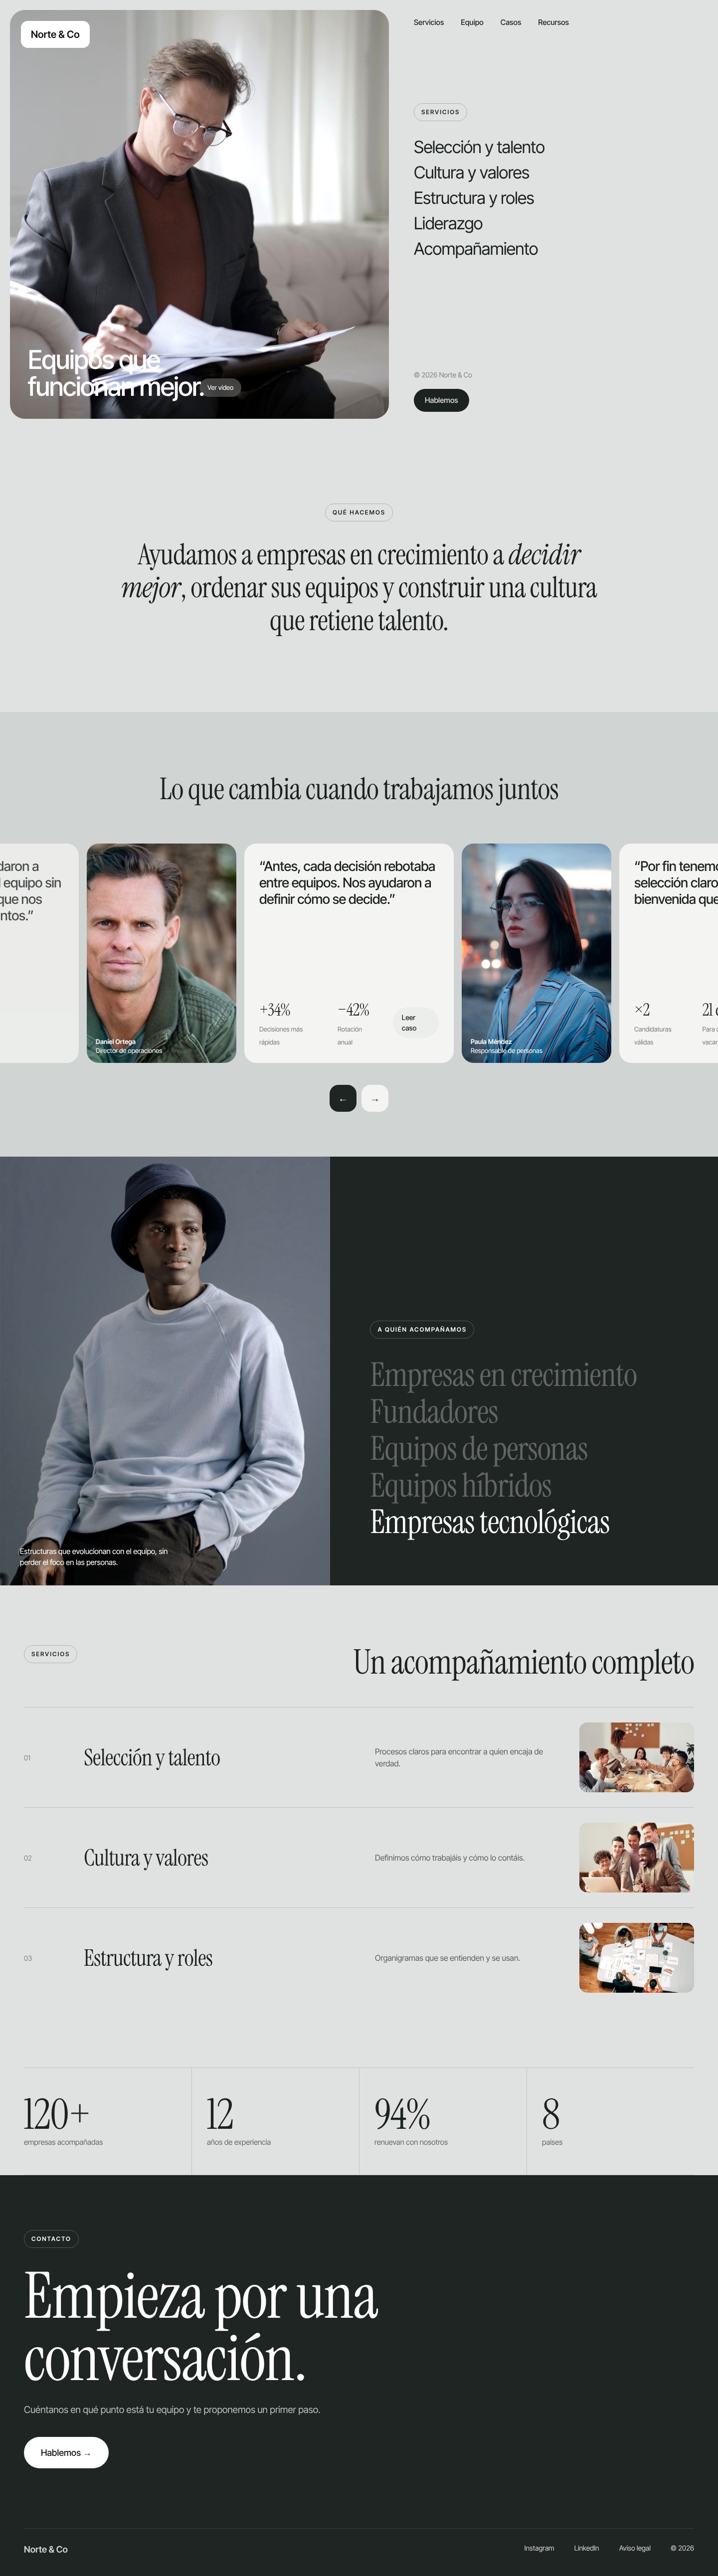 Norte & Co
Servicios
Equipo
Casos
Recursos
SERVICIOS
Selección y talento
Cultura y valores
Estructura y roles
Liderazgo
Acompañamiento
Equipos que
funcionan mejor.
Ver vídeo
© 2026 Norte & Co
Hablemos
QUÉ HACEMOS
Ayudamos a empresas en crecimiento a decidir
mejor, ordenar sus equipos y construir una cultura
que retiene talento.
Lo que cambia cuando trabajamos juntos
daron a
equipo sin
que nos
ntos.”
Daniel Ortega
Director de operaciones
“Antes, cada decisión rebotaba
entre equipos. Nos ayudaron a
definir cómo se decide.”
+34%
Decisiones más
rápidas
−42%
Rotación
anual
Leer
caso
Paula Méndez
Responsable de personas
“Por fin tenemo
selección claro
bienvenida que
×2
Candidaturas
válidas
21
Para
vacan
←
→
Estructuras que evolucionan con el equipo, sin
perder el foco en las personas.
A QUIÉN ACOMPAÑAMOS
Empresas en crecimiento
Fundadores
Equipos de personas
Equipos híbridos
Empresas tecnológicas
SERVICIOS
Un acompañamiento completo
01
Selección y talento
Procesos claros para encontrar a quien encaja de
verdad.
02
Cultura y valores
Definimos cómo trabajáis y cómo lo contáis.
03
Estructura y roles
Organigramas que se entienden y se usan.
120+
empresas acompañadas
12
años de experiencia
94%
renuevan con nosotros
8
países
CONTACTO
Empieza por una
conversación.
Cuéntanos en qué punto está tu equipo y te proponemos un primer paso.
Hablemos →
Norte & Co
Instagram
LinkedIn
Aviso legal
© 2026